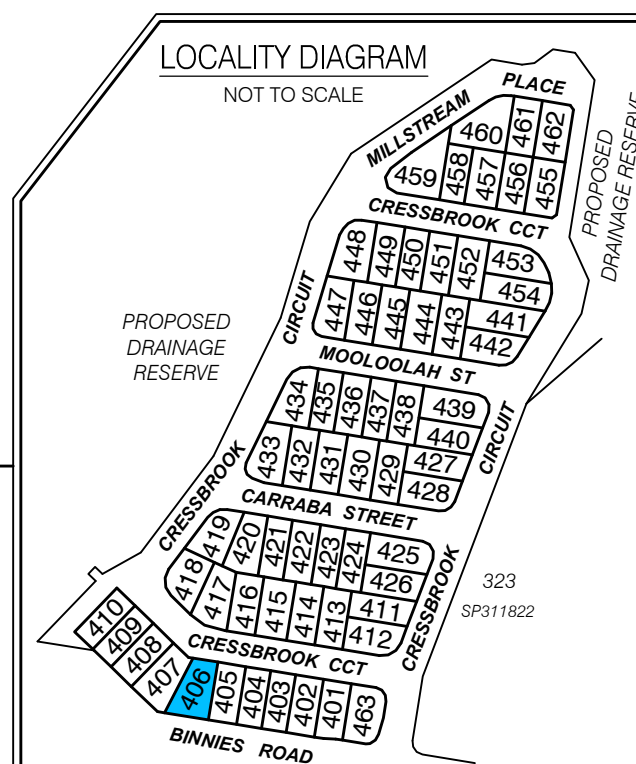 LOCALITY DIAGRAM
NOT TO SCALE
MILLSTREAM PLACE
460 461 462
459 458 457 456 455
CRESSBROOK CCT
PROPOSED
DRAINAGE RESERVE
448 449 450 451 452 453
454
447 446 445 444 443 441
442
CIRCUIT
PROPOSED
DRAINAGE
RESERVE
MOOLOOLAH ST
434 435 436 437 438 439
440
433 432 431 430 429 427
428
CIRCUIT
CRESSBROOK
CARRABA STREET
419 420 421 422 423 424 425
426
418 417 416 415 414 413 411
412
CRESSBROOK
323
SP311822
CRESSBROOK CCT
410
409
408
407
406 405 404 403 402 401 463
BINNIES ROAD